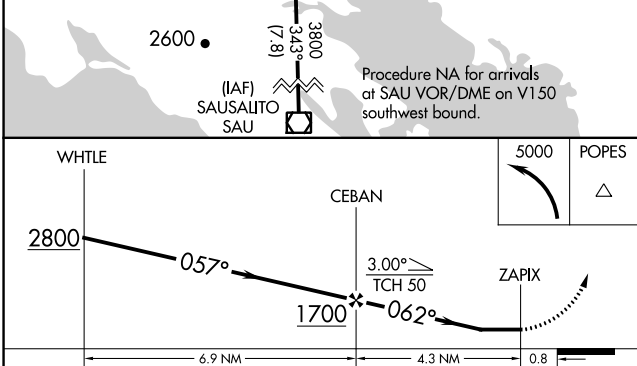 2600
3800
343°
(7.8)
(IAF)
SAUSALITO
SAU
Procedure NA for arrivals
at SAU VOR/DME on V150
southwest bound.
WHTLE
CEBAN
5000
POPES
2800
057°
3.00°
TCH 50
ZAPIX
1700
062°
6.9 NM
4.3 NM
0.8